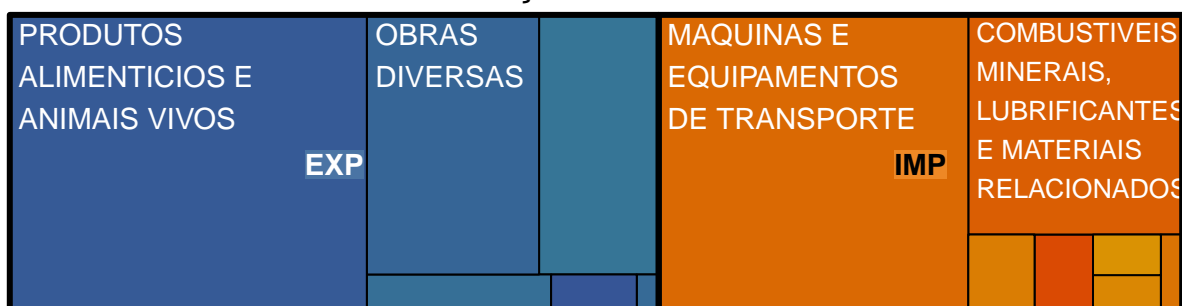 PRODUTOS
ALIMENTICIOS E
ANIMAIS VIVOS
EXP
OBRAS
DIVERSAS
MAQUINAS E
EQUIPAMENTOS
DE TRANSPORTE
IMP
COMBUSTIVEIS
MINERAIS,
LUBRIFICANTES
E MATERIAIS
RELACIONADOS